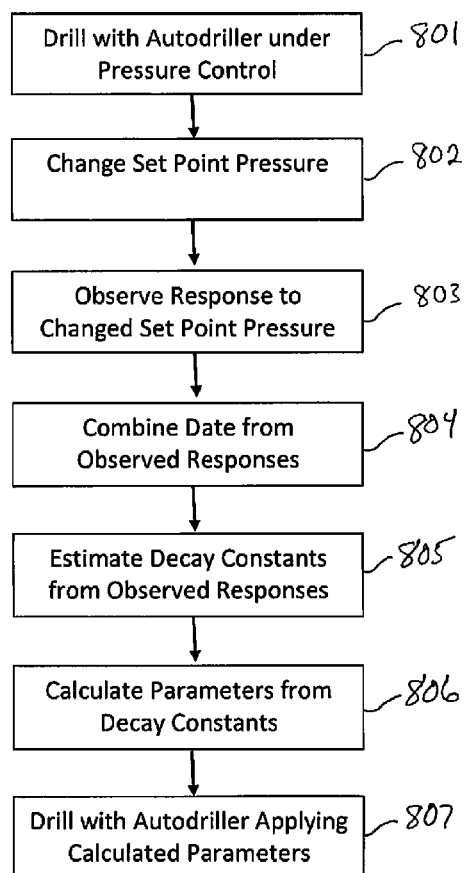 Drill with Autodriller under
Pressure Control
801
Change Set Point Pressure
802
Observe Response to
Changed Set Point Pressure
803
Combine Date from
Observed Responses
804
Estimate Decay Constants
from Observed Responses
805
Calculate Parameters from
Decay Constants
806
Drill with Autodriller Applying
Calculated Parameters
807